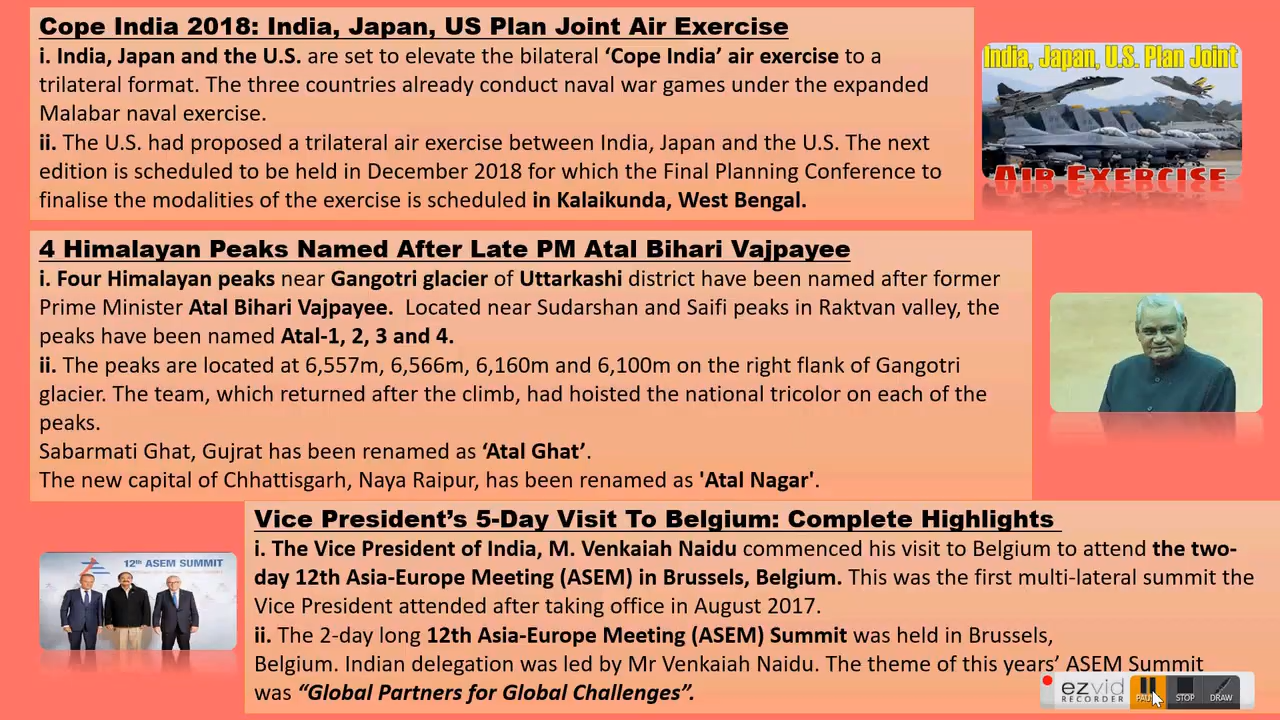 Cope India 2018: India, Japan, US Plan Joint Air Exercise
i. India, Japan and the U.S. are set to elevate the bilateral ‘Cope India’ air exercise to a
trilateral format. The three countries already conduct naval war games under the expanded
Malabar naval exercise.
ii. The U.S. had proposed a trilateral air exercise between India, Japan and the U.S. The next
edition is scheduled to be held in December 2018 for which the Final Planning Conference to
finalise the modalities of the exercise is scheduled in Kalaikunda, West Bengal.
India, Japan, U.S. Plan Joint
AIR EXERCISE
4 Himalayan Peaks Named After Late PM Atal Bihari Vajpayee
i. Four Himalayan peaks near Gangotri glacier of Uttarkashi district have been named after former
Prime Minister Atal Bihari Vajpayee. Located near Sudarshan and Saifi peaks in Raktvan valley, the
peaks have been named Atal-1, 2, 3 and 4.
ii. The peaks are located at 6,557m, 6,566m, 6,160m and 6,100m on the right flank of Gangotri
glacier. The team, which returned after the climb, had hoisted the national tricolor on each of the
peaks.
Sabarmati Ghat, Gujrat has been renamed as ‘Atal Ghat’.
The new capital of Chhattisgarh, Naya Raipur, has been renamed as 'Atal Nagar'.
Vice President’s 5-Day Visit To Belgium: Complete Highlights
i. The Vice President of India, M. Venkaiah Naidu commenced his visit to Belgium to attend the two-
day 12th Asia-Europe Meeting (ASEM) in Brussels, Belgium. This was the first multi-lateral summit the
Vice President attended after taking office in August 2017.
ii. The 2-day long 12th Asia-Europe Meeting (ASEM) Summit was held in Brussels,
Belgium. Indian delegation was led by Mr Venkaiah Naidu. The theme of this years’ ASEM Summit
was “Global Partners for Global Challenges”.
12th ASEM SUMMIT
ezvid
RECORDER
STOP
DRAW